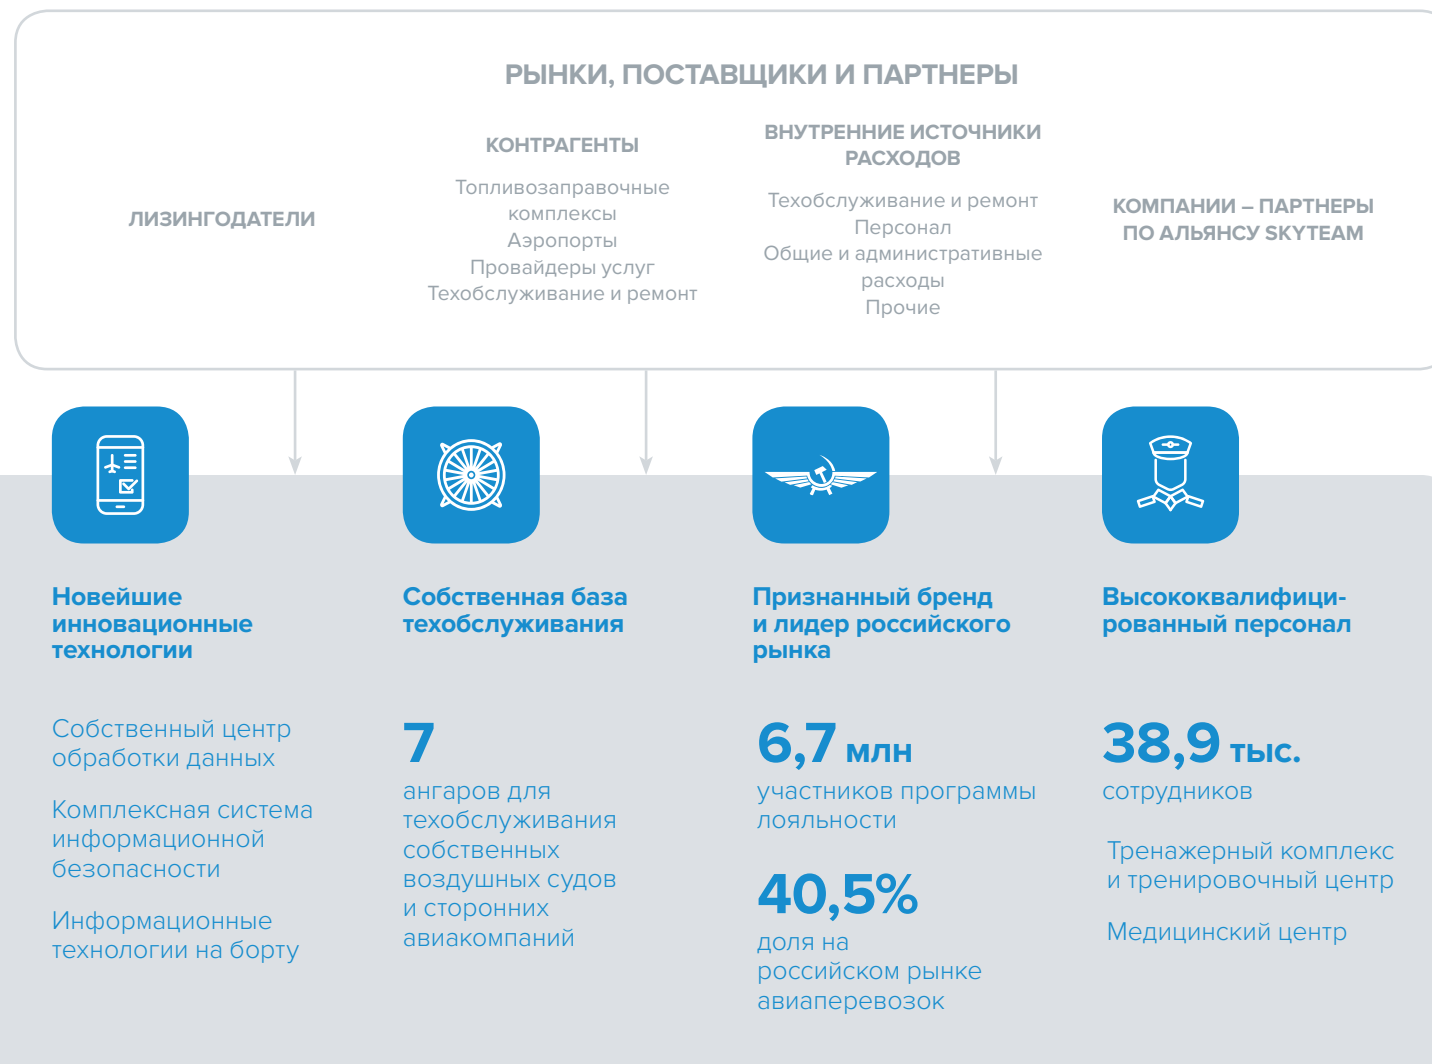 РЫНКИ, ПОСТАВЩИКИ И ПАРТНЕРЫ
ЛИЗИНГОДАТЕЛИ
КОНТРАГЕНТЫ
Топливозаправочные
комплексы
Аэропорты
Провайдеры услуг
Техобслуживание и ремонт
ВНУТРЕННИЕ ИСТОЧНИКИ
РАСХОДОВ
Техобслуживание и ремонт
Персонал
Общие и административные
расходы
Прочие
КОМПАНИИ – ПАРТНЕРЫ
ПО АЛЬЯНСУ SKYTEAM
Новейшие
инновационные
технологии
Собственный центр
обработки данных
Комплексная система
информационной
безопасности
Информационные
технологии на борту
Собственная база
техобслуживания
7
ангаров для
техобслуживания
собственных
воздушных судов
и сторонних
авиакомпаний
Признанный бренд
и лидер российского
рынка
6,7 млн
участников программы
лояльности
40,5%
доля на
российском рынке
авиаперевозок
Высококвалифици-
рованный персонал
38,9 тыс.
сотрудников
Тренажерный комплекс
и тренировочный центр
Медицинский центр